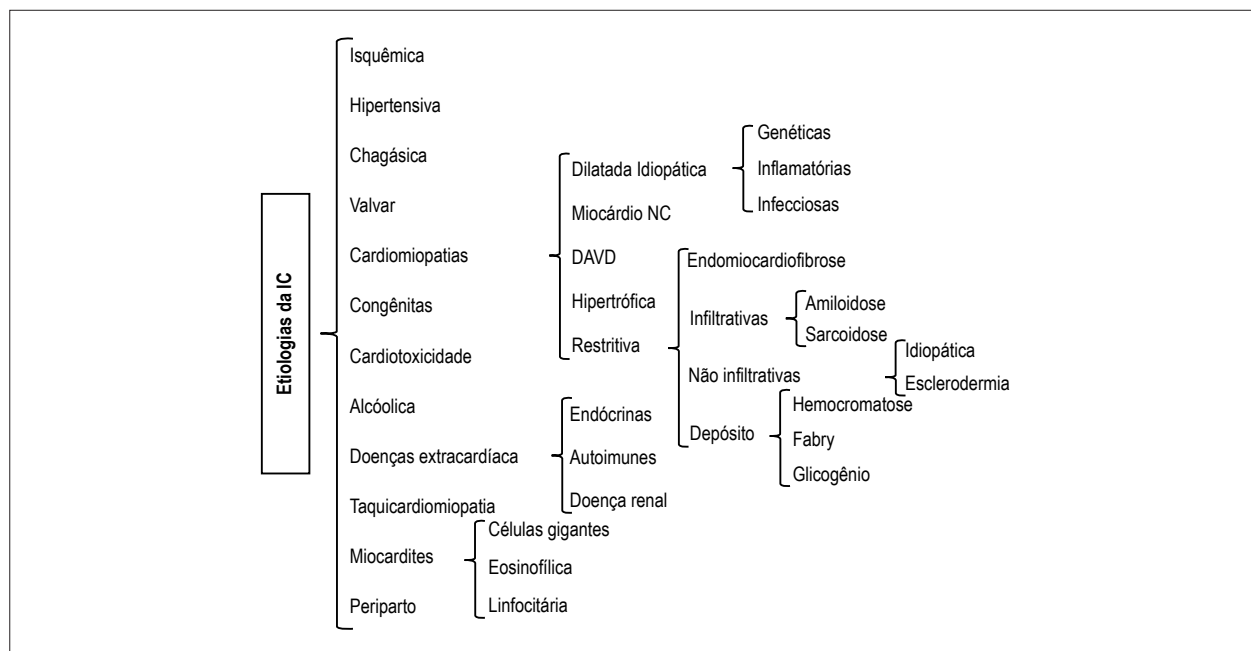 Etiologias da IC
Isquêmica
Hipertensiva
Chagásica
Valvar
Cardiomiopatias
Congênitas
Cardiotoxicidade
Alcóolica
Doenças extracardíaca
Taquicardiomiopatia
Miocardites
Periparto
Dilatada Idiopática
Miocárdio NC
DAVD
Hipertrófica
Restritiva
Genéticas
Inflamatórias
Infecciosas
Endomiocardiofibrose
Infiltrativas
Não infiltrativas
Depósito
Amiloidose
Sarcoidose
Idiopática
Esclerodermia
Hemocromatose
Fabry
Glicogênio
Endócrinas
Autoimunes
Doença renal
Células gigantes
Eosinofílica
Linfocitária